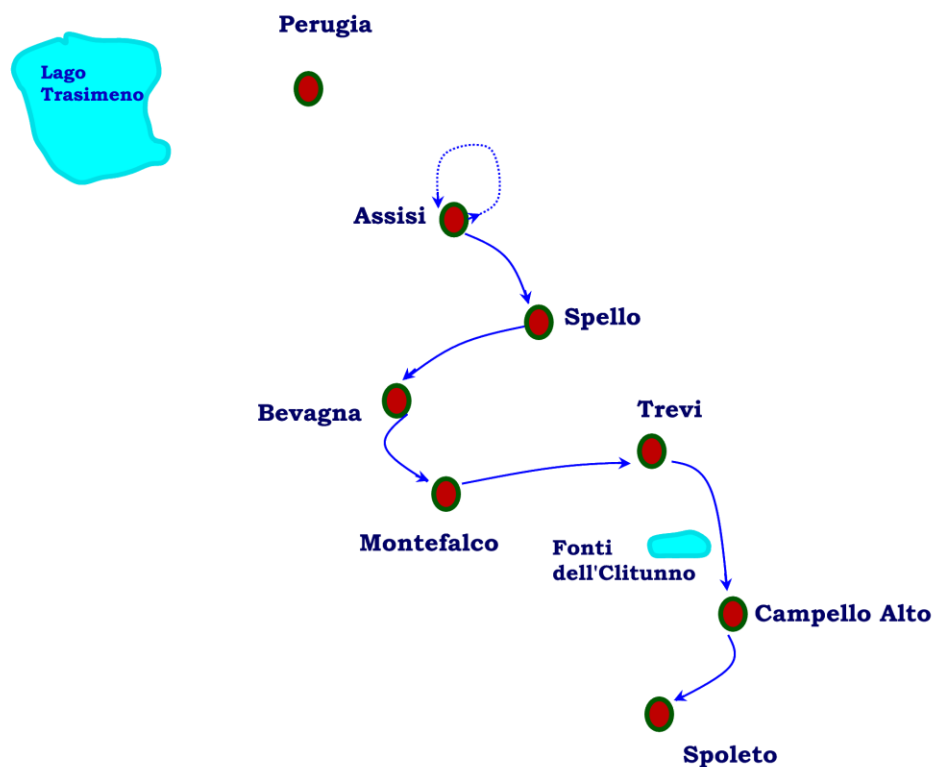 Perugia
Lago
Trasimeno
Assisi
Spello
Bevagna
Trevi
Montefalco
Fonti
dell'Clitunno
Campello Alto
Spoleto